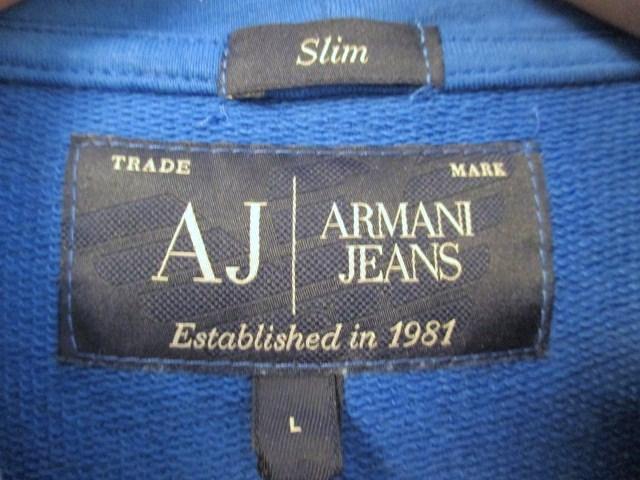 Slim
TRADE MARK
AJ ARMANI
JEANS
Established in 1981
L